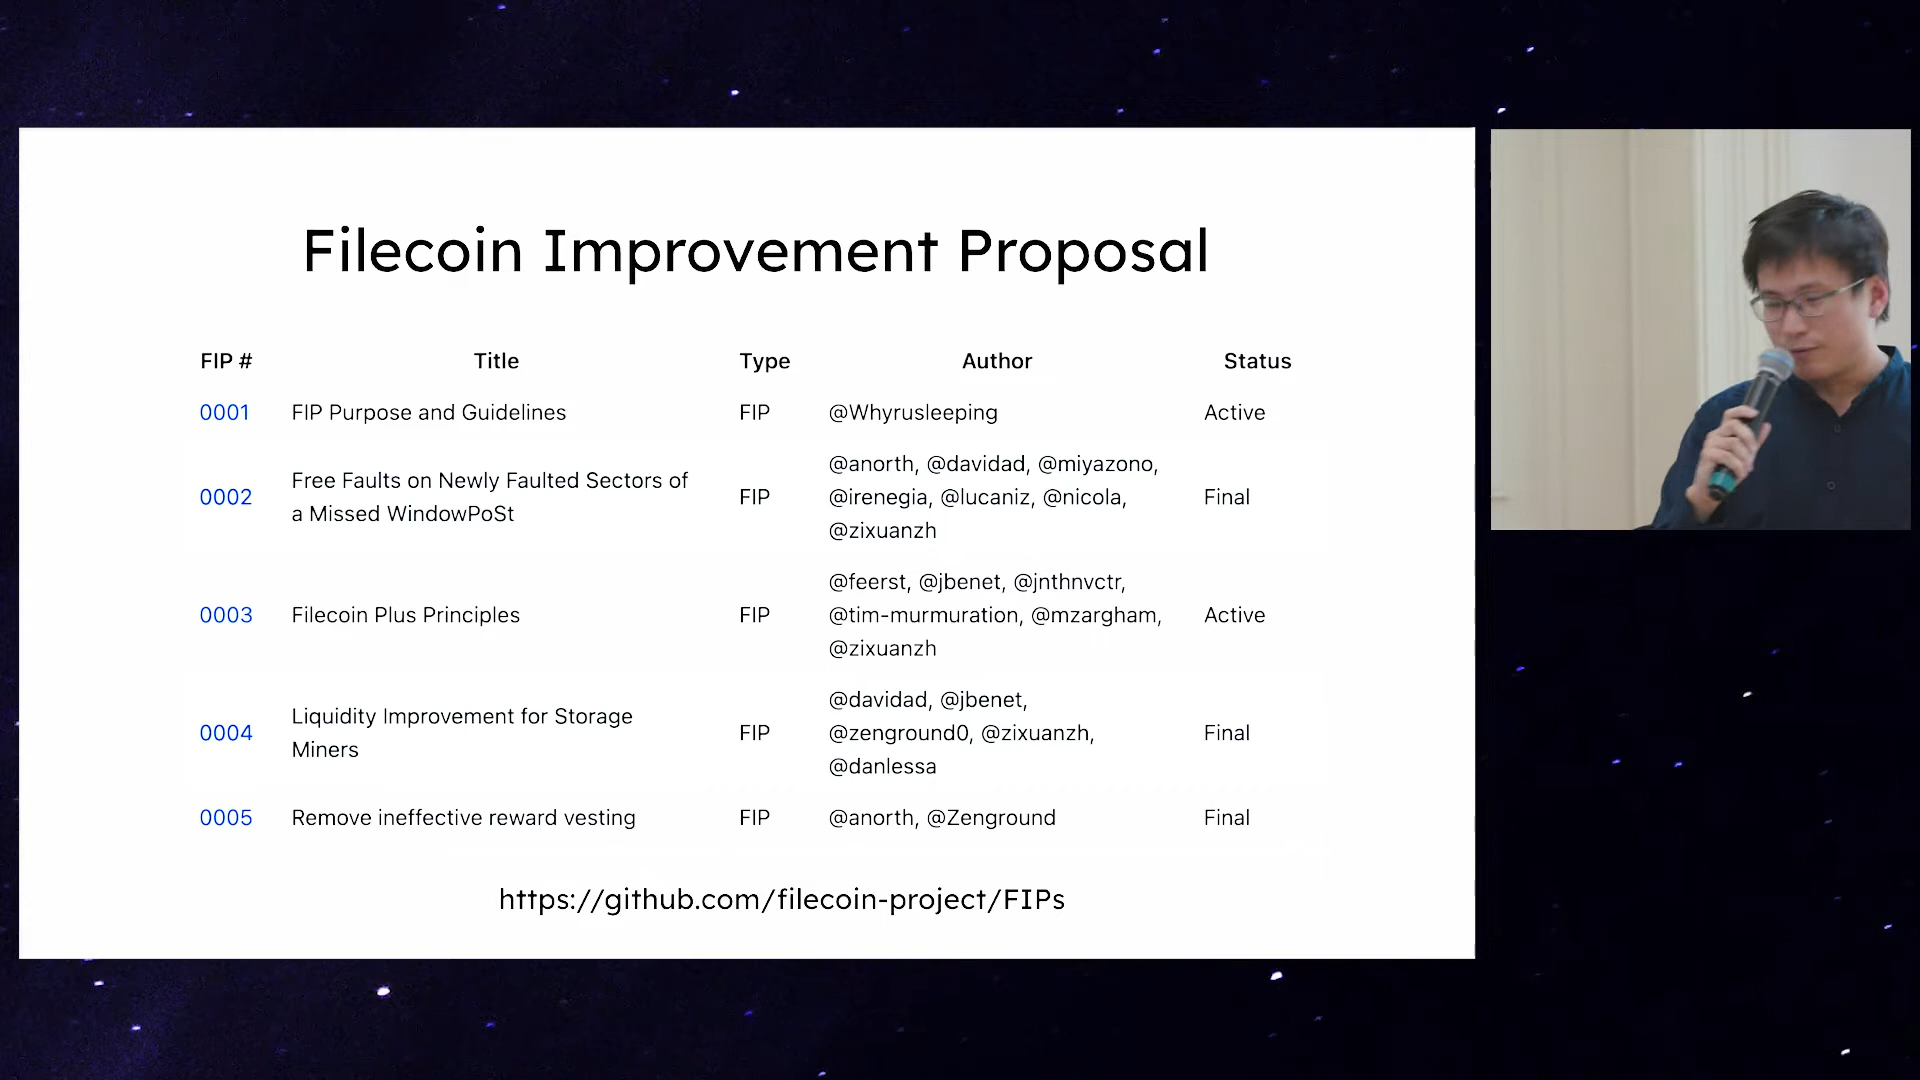 Filecoin Improvement Proposal
FIP # Title Type Author Status
0001 FIP Purpose and Guidelines FIP @Whyrusleeping Active
0002 Free Faults on Newly Faulted Sectors of
a Missed WindowPoSt FIP @anorth, @davidad, @miyazono,
@irenegia, @lucaniz, @nicola,
@zixuanzh Final
0003 Filecoin Plus Principles FIP @feerst, @jbenet, @jnthnvctr,
@tim-murmuration, @mzargham,
@zixuanzh Active
0004 Liquidity Improvement for Storage
Miners FIP @davidad, @jbenet,
@zenground0, @zixuanzh,
@danlessa Final
0005 Remove ineffective reward vesting FIP @anorth, @Zenground Final
https://github.com/filecoin-project/FIPs